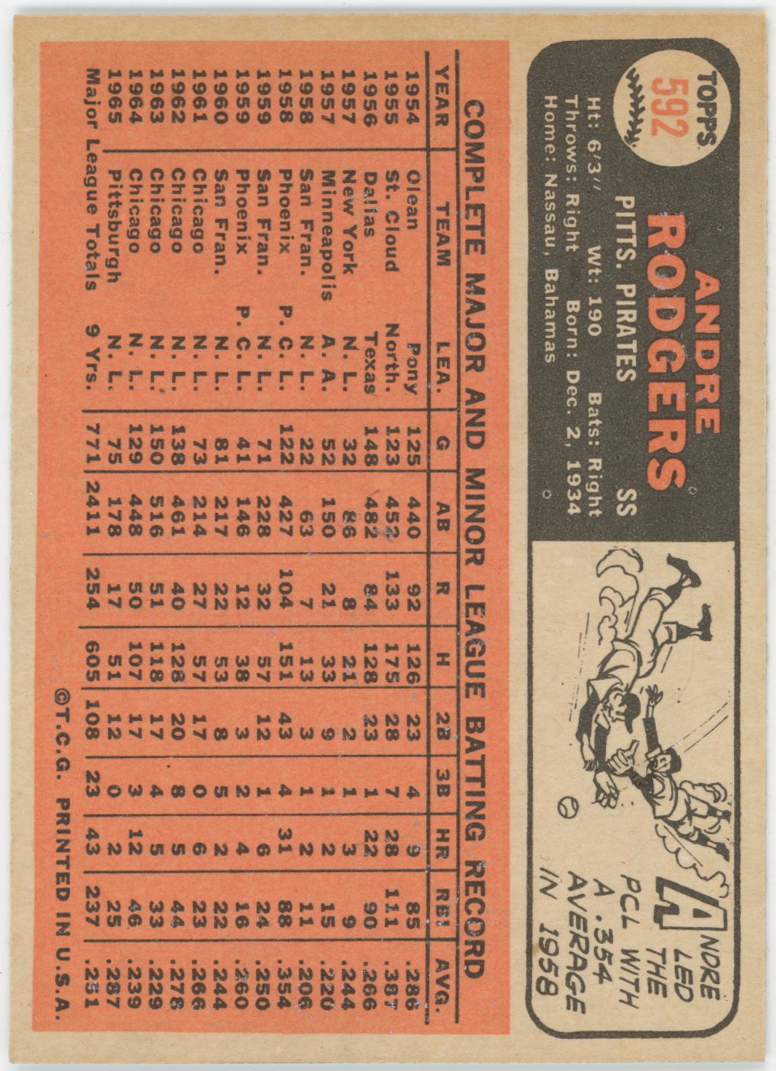 TOPPS
592
ANDRE
RODGERS
PITTS. PIRATES SS
Ht: 6'3" Wt: 190 Bats: Right
Throws: Right Born: Dec. 2, 1934
Home: Nassau, Bahamas
ANDRE
LED
THE
PCL WITH
A .354
AVERAGE
IN 1958
COMPLETE MAJOR AND MINOR LEAGUE BATTING RECORD
YEAR TEAM LEA. G AB R H 2B 3B HR RBI AVG.
1954 Olean Pony 125 440 92 126 23 4 9 85 .286
1955 St. Cloud North. 123 452 133 175 28 7 28 111 .387
1956 Dallas Texas 148 482 84 128 23 1 22 90 .266
1957 New York N. L. 32 86 8 21 2 1 3 9 .244
1957 Minneapolis A. A. 52 150 21 33 9 1 2 15 .220
1958 San Fran. N. L. 22 63 7 13 3 1 2 11 .206
1958 Phoenix P. C. L. 122 427 104 151 43 4 31 88 .354
1959 San Fran. N. L. 71 228 32 57 12 1 6 24 .250
1959 Phoenix P. C. L. 41 146 12 38 3 2 4 16 .260
1960 San Fran. N. L. 81 217 22 53 8 5 2 22 .244
1961 Chicago N. L. 73 214 27 57 17 0 6 23 .266
1962 Chicago N. L. 138 461 40 128 20 8 5 44 .278
1963 Chicago N. L. 150 516 51 118 17 4 5 33 .229
1964 Chicago N. L. 129 448 50 107 17 3 12 46 .239
1965 Pittsburgh N. L. 75 178 17 51 12 0 2 25 .287
Major League Totals 9 Yrs. 771 2411 254 605 108 23 43 237 .251
©T.C.G. PRINTED IN U.S.A.